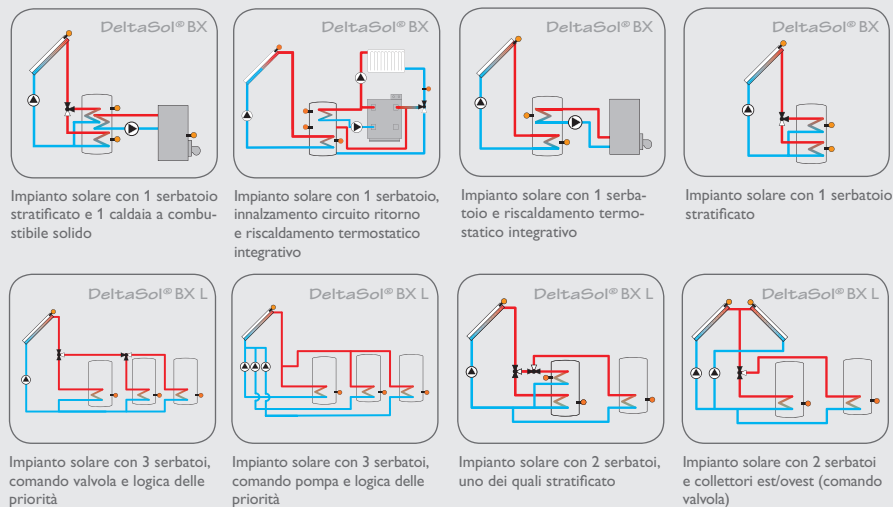 DeltaSol® BX
DeltaSol® BX
DeltaSol® BX
DeltaSol® BX
Impianto solare con 1 serbatoio
stratificato e 1 caldaia a combu-
stibile solido
Impianto solare con 1 serbatoio,
innalzamento circuito ritorno
e riscaldamento termostatico
integrativo
Impianto solare con 1 serba-
toio e riscaldamento termo-
statico integrativo
Impianto solare con 1 serbatoio
stratificato
DeltaSol® BX L
DeltaSol® BX L
DeltaSol® BX L
DeltaSol® BX L
Impianto solare con 3 serbatoi,
comando valvola e logica delle
priorità
Impianto solare con 3 serbatoi,
comando pompa e logica delle
priorità
Impianto solare con 2 serbatoi,
uno dei quali stratificato
Impianto solare con 2 serbatoi
e collettori est/ovest (comando
valvola)